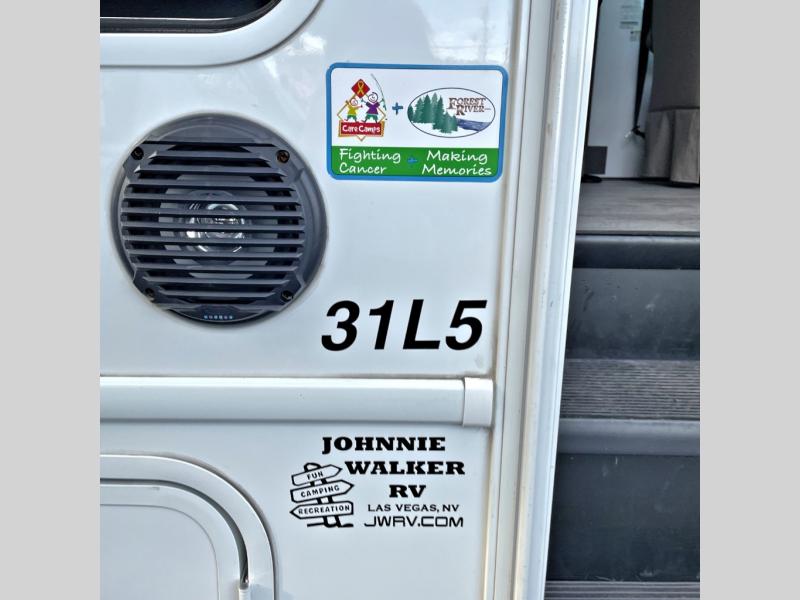 Care Camps
+
FOREST
RIVER
Fighting + Making
Cancer Memories
31L5
JOHNNIE
WALKER
RV
LAS VEGAS, NV
JWRV.COM
FUN
CAMPING
RECREATION